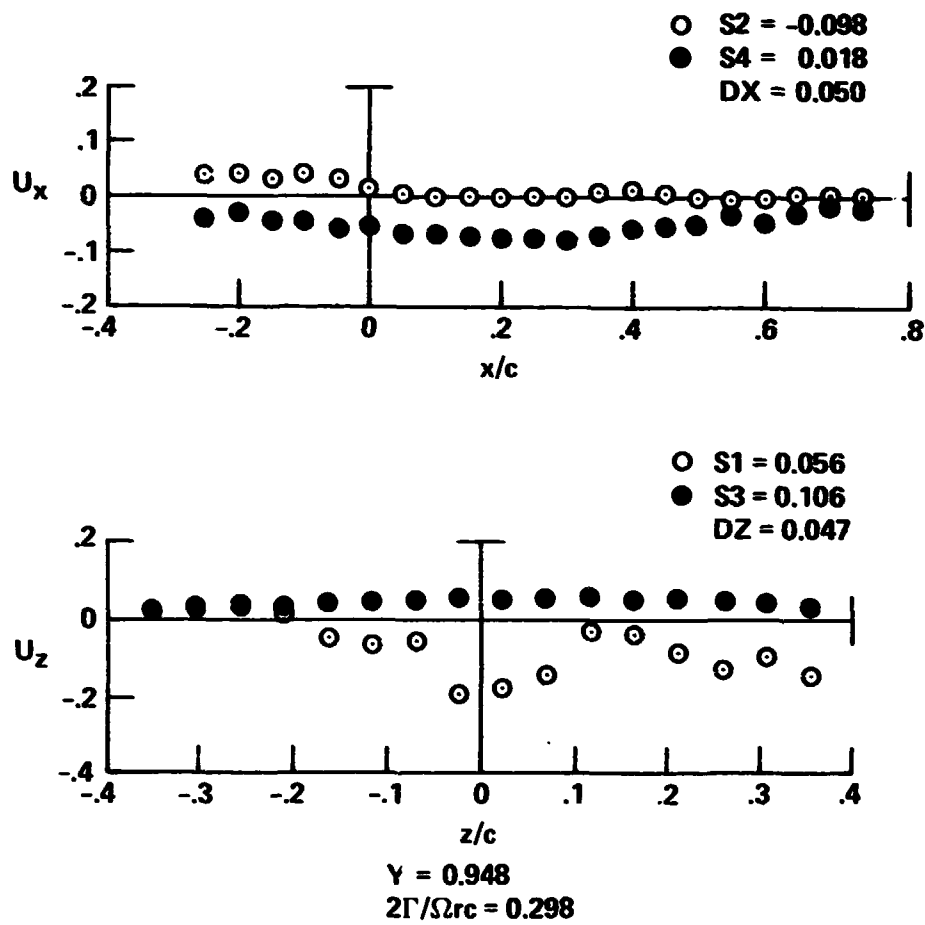 S2 = -0.098
S4 = 0.018
DX = 0.050
.2
.1
0
-.1
-.2
Ux
-.4 -.2 0 .2 .4 .6 .8
x/c
S1 = 0.056
S3 = 0.106
DZ = 0.047
.2
0
-.2
-.4
Uz
-.4 -.3 -.2 -.1 0 .1 .2 .3 .4
z/c
Y = 0.948
2Γ/Ωrc = 0.298